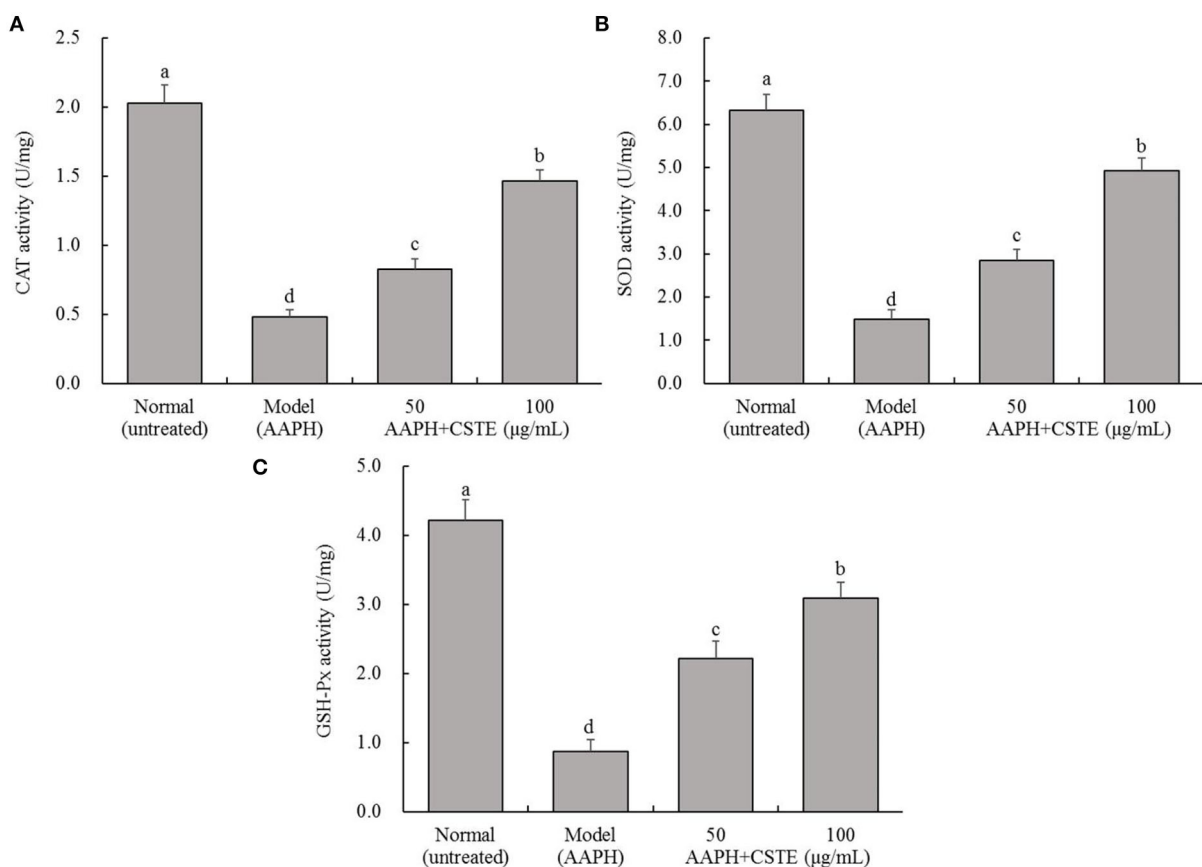 A
CAT activity (U/mg)
2.5
2.0
1.5
1.0
0.5
0.0
a
d
c
b
Normal
(untreated)
Model
(AAPH)
50
100
AAPH+CSTE (μg/mL)
B
SOD activity (U/mg)
8.0
7.0
6.0
5.0
4.0
3.0
2.0
1.0
0.0
a
d
c
b
Normal
(untreated)
Model
(AAPH)
50
100
AAPH+CSTE (μg/mL)
C
GSH-Px activity (U/mg)
5.0
4.0
3.0
2.0
1.0
0.0
a
d
c
b
Normal
(untreated)
Model
(AAPH)
50
100
AAPH+CSTE (μg/mL)